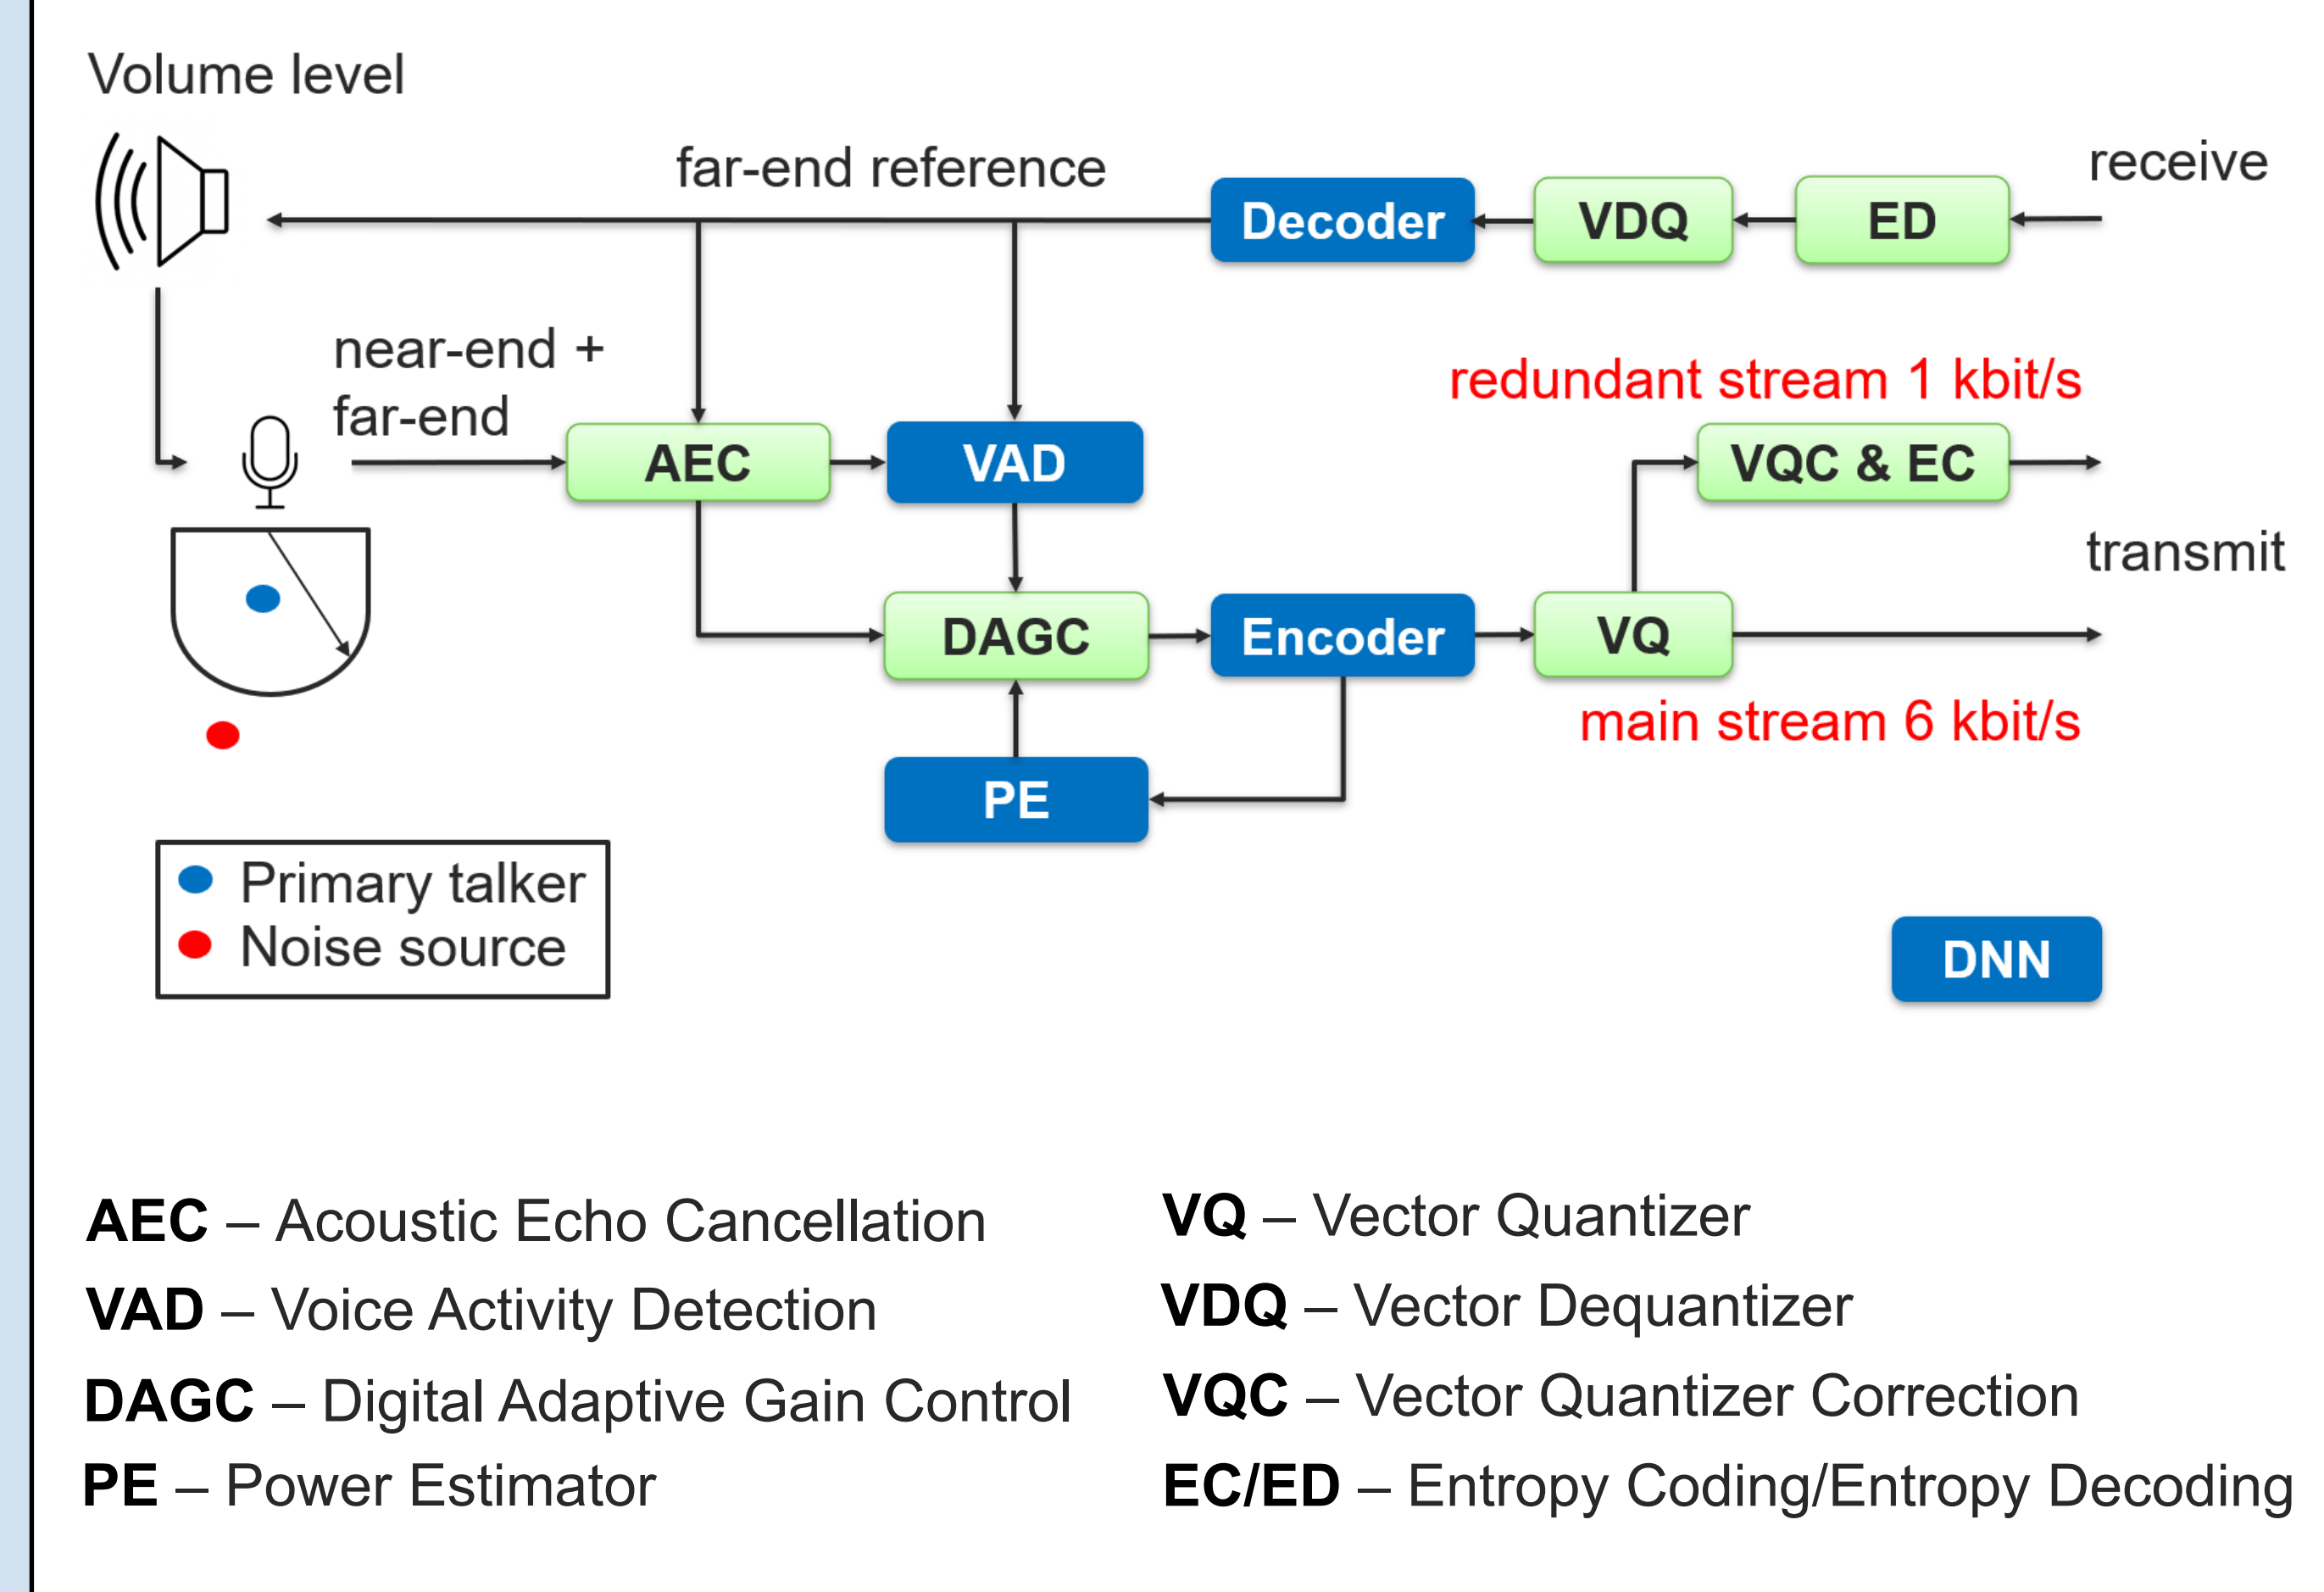 Volume level
far-end reference
receive
Decoder
VDQ
ED
near-end +
far-end
redundant stream 1 kbit/s
AEC
VAD
VQC & EC
transmit
DAGC
Encoder
VQ
main stream 6 kbit/s
PE
Primary talker
Noise source
DNN
AEC – Acoustic Echo Cancellation
VAD – Voice Activity Detection
DAGC – Digital Adaptive Gain Control
PE – Power Estimator
VQ – Vector Quantizer
VDQ – Vector Dequantizer
VQC – Vector Quantizer Correction
EC/ED – Entropy Coding/Entropy Decoding